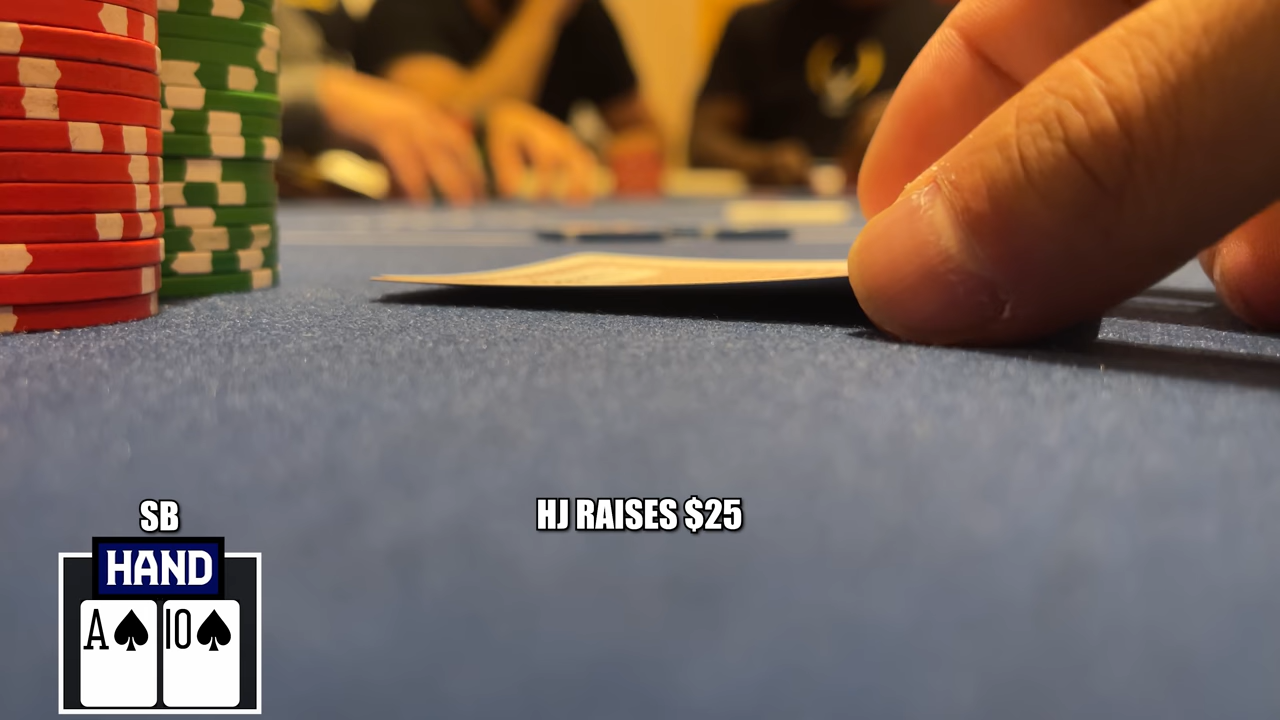 SB
HJ RAISES $25
HAND
A♠ 10♠